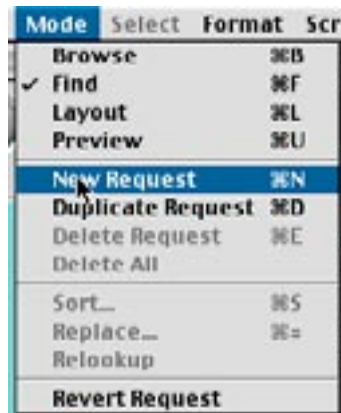 Mode Select Format Scr
Browse ⌘B
✓ Find ⌘F
Layout ⌘L
Preview ⌘U
New Request ⌘N
Duplicate Request ⌘D
Delete Request ⌘E
Delete All
Sort... ⌘S
Replace... ⌘=
Relookup
Revert Request